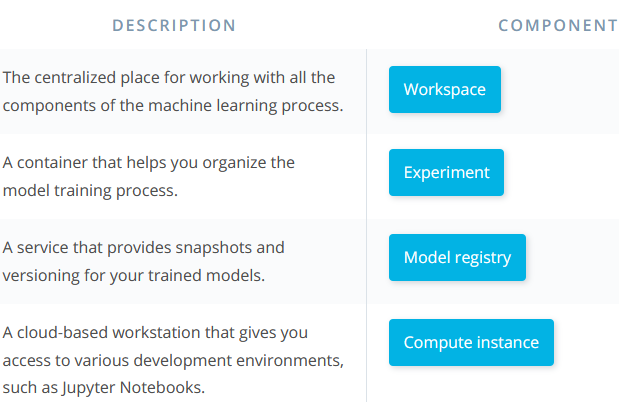 DESCRIPTION COMPONENT
The centralized place for working with all the
components of the machine learning process.
Workspace
A container that helps you organize the
model training process.
Experiment
A service that provides snapshots and
versioning for your trained models.
Model registry
A cloud-based workstation that gives you
access to various development environments,
such as Jupyter Notebooks.
Compute instance